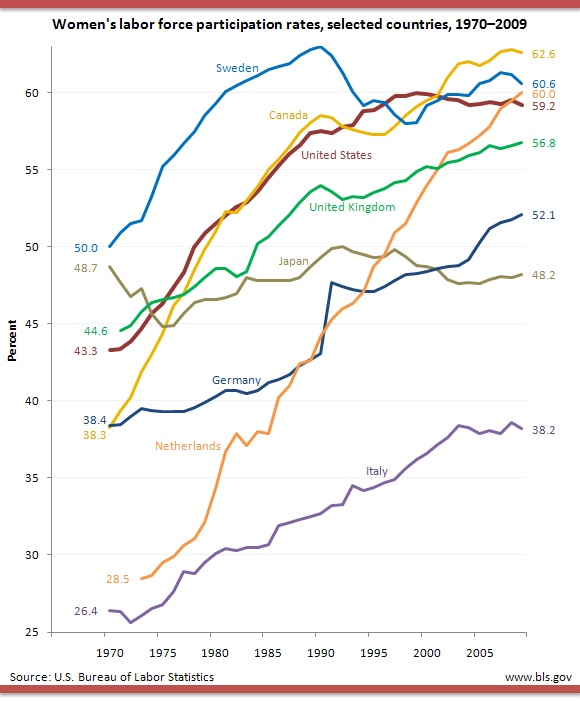 Women's labor force participation rates, selected countries, 1970–2009
62.6
Sweden
60.6
60
60.0
59.2
Canada
United States
56.8
55
United Kingdom
52.1
50.0
50
48.7
Japan
48.2
45
44.6
43.3
Percent
Germany
40
38.4
38.3
38.2
Netherlands
Italy
35
30
28.5
26.4
25
1970 1975 1980 1985 1990 1995 2000 2005
Source: U.S. Bureau of Labor Statistics www.bls.gov